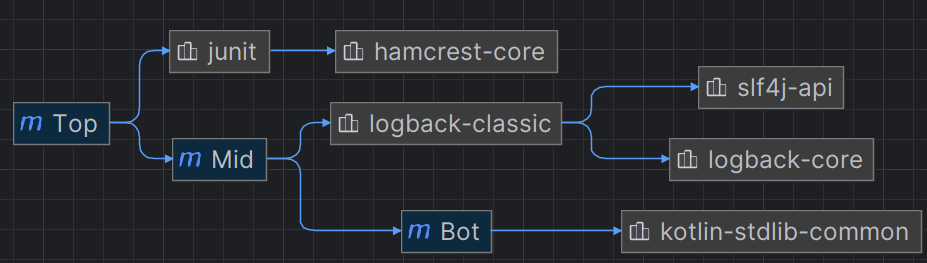 junit
hamcrest-core
slf4j-api
m Top
logback-classic
m Mid
logback-core
m Bot
kotlin-stdlib-common